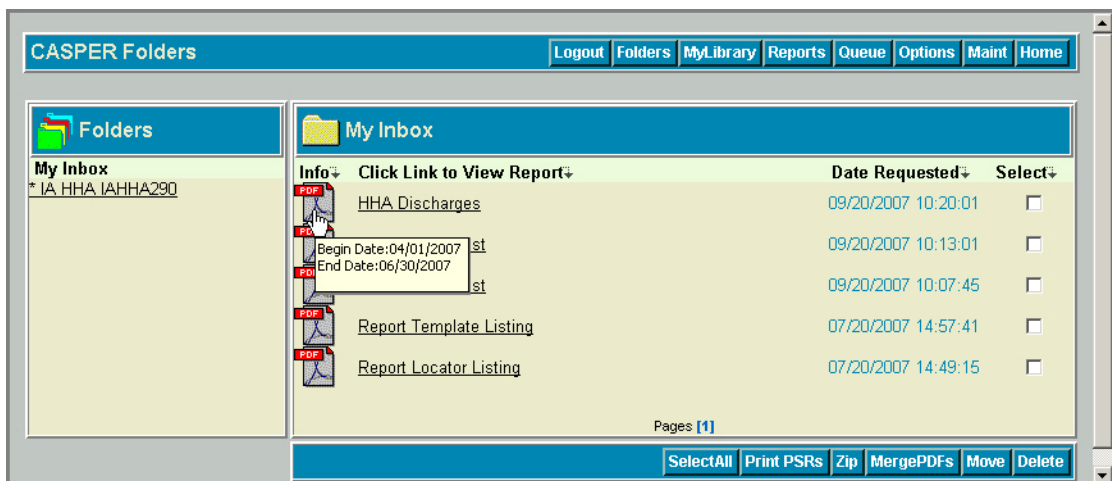 CASPER Folders
Logout Folders MyLibrary Reports Queue Options Maint Home
Folders
My Inbox
My Inbox
* IA HHA IAHHA290
Info Click Link to View Report Date Requested Select
PDF HHA Discharges 09/20/2007 10:20:01
st 09/20/2007 10:13:01
Begin Date:04/01/2007
End Date:06/30/2007
st 09/20/2007 10:07:45
PDF Report Template Listing 07/20/2007 14:57:41
PDF Report Locator Listing 07/20/2007 14:49:15
Pages [1]
SelectAll Print PSRs Zip MergePDFs Move Delete